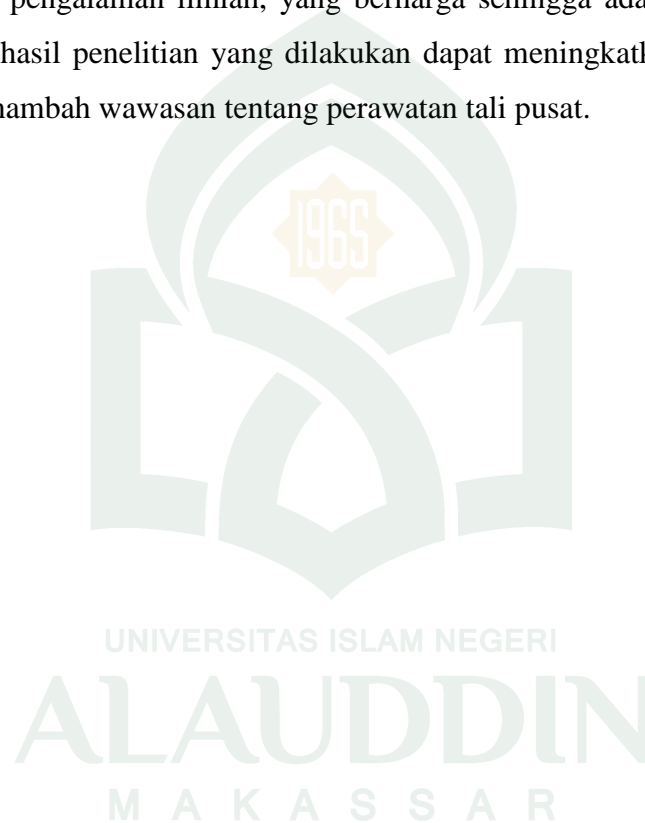 pengalaman ilmiah, yang berharga sehingga ada
hasil penelitian yang dilakukan dapat meningkatk
nambah wawasan tentang perawatan tali pusat.
1965
UNIVERSITAS ISLAM NEGERI
ALAUDDIN
MAKASSAR